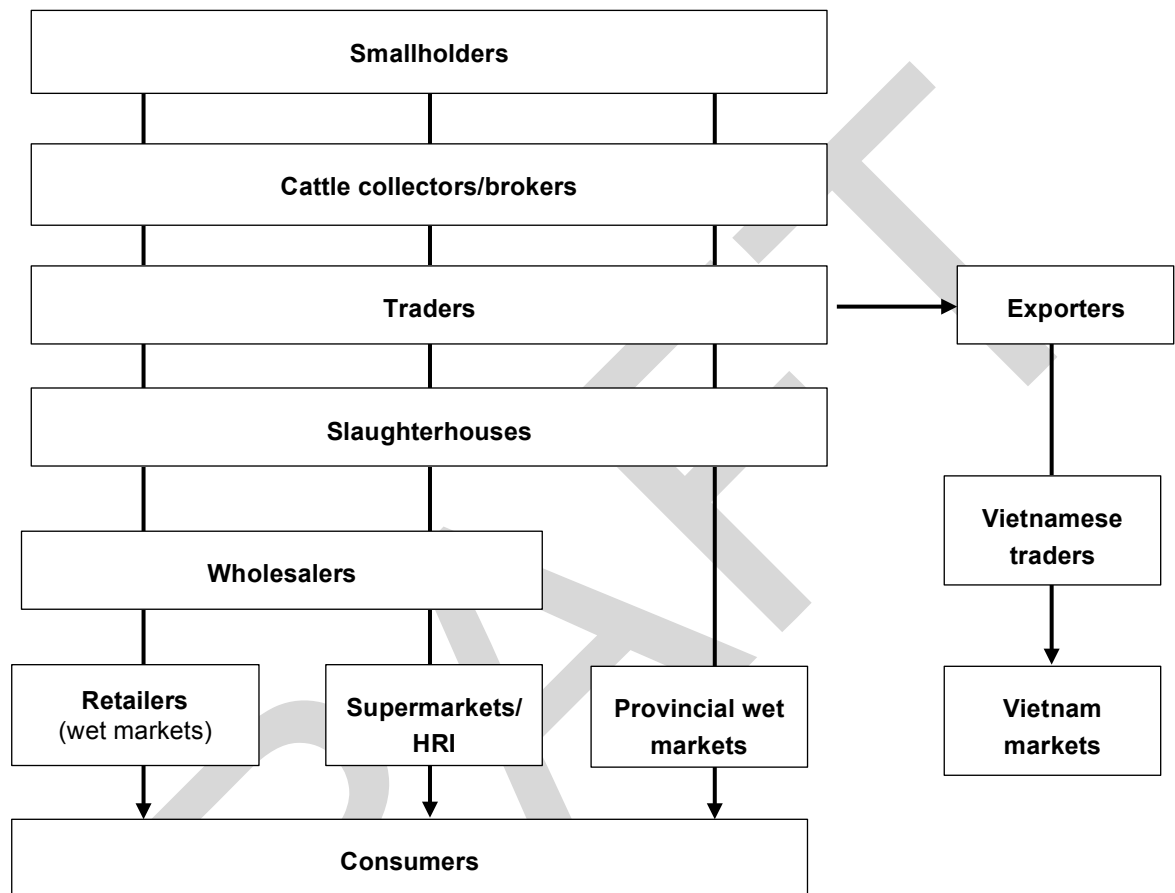 Smallholders
Cattle collectors/brokers
Traders
Exporters
Slaughterhouses
Vietnamese
traders
Wholesalers
Retailers
(wet markets)
Supermarkets/
HRI
Provincial wet
markets
Vietnam
markets
Consumers
DRAFT